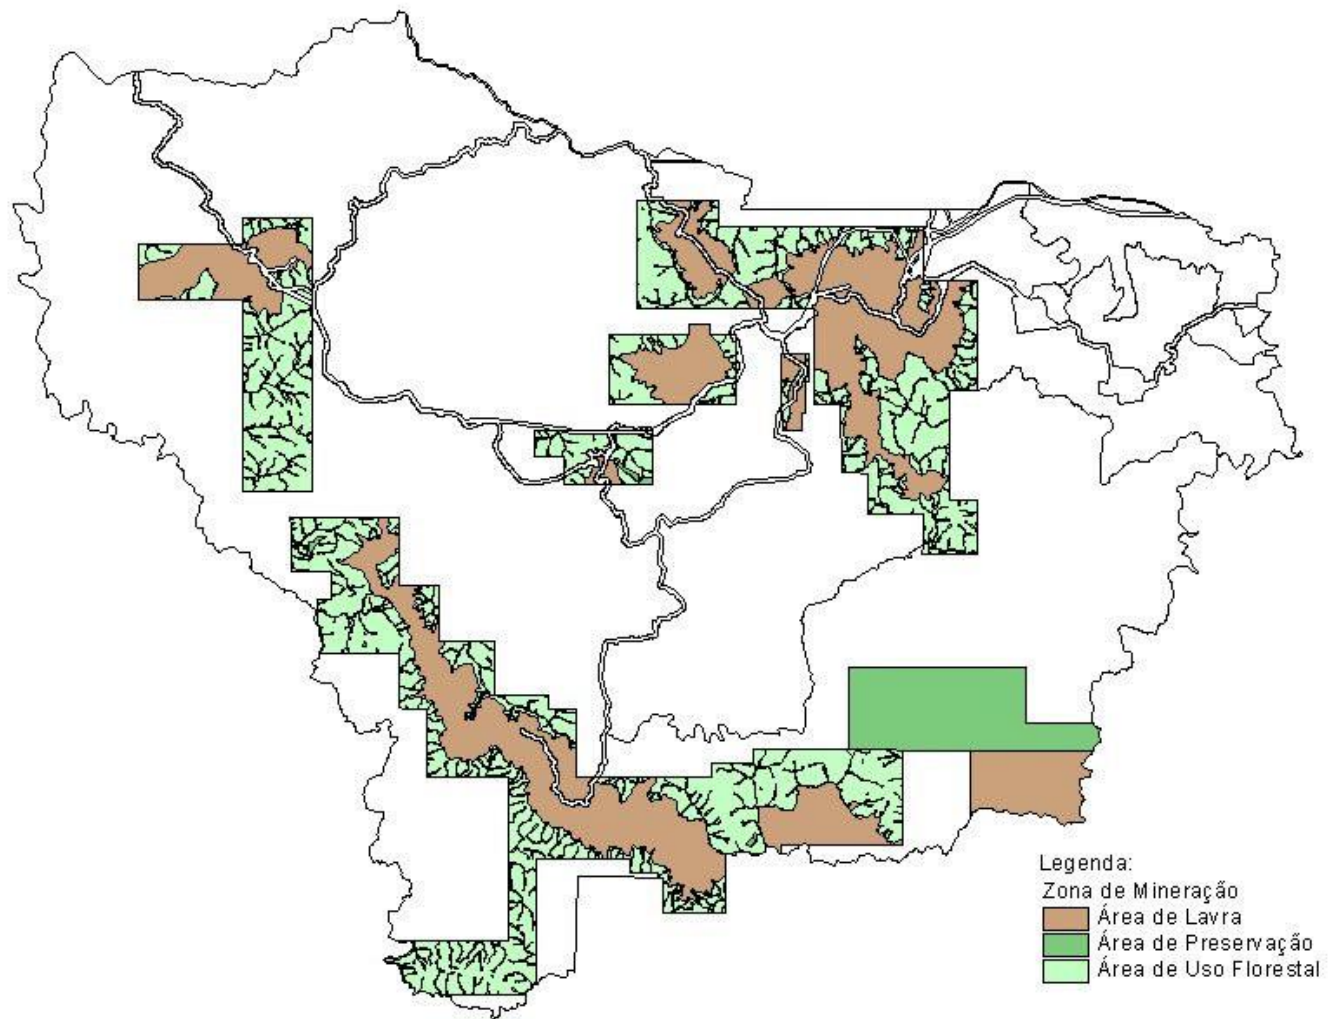 Legenda:
Zona de Mineração
Área de Lavra
Área de Preservação
Área de Uso Florestal